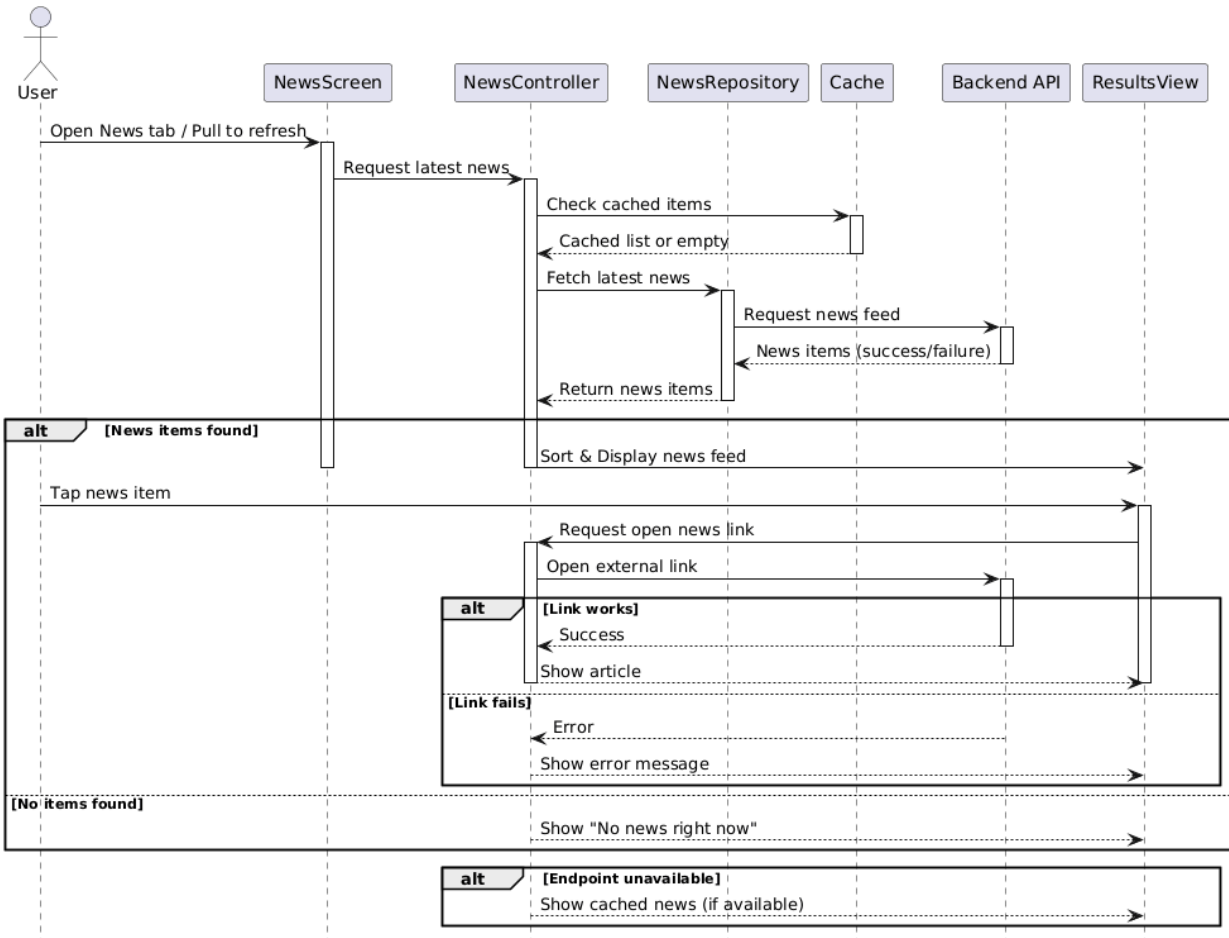 User
NewsScreen
NewsController
NewsRepository
Cache
Backend API
ResultsView
Open News tab / Pull to refresh
Request latest news
Check cached items
Cached list or empty
Fetch latest news
Request news feed
News items (success/failure)
Return news items
alt [News items found]
Sort & Display news feed
Tap news item
Request open news link
Open external link
alt [Link works]
Success
Show article
[Link fails]
Error
Show error message
[No items found]
Show "No news right now"
alt [Endpoint unavailable]
Show cached news (if available)